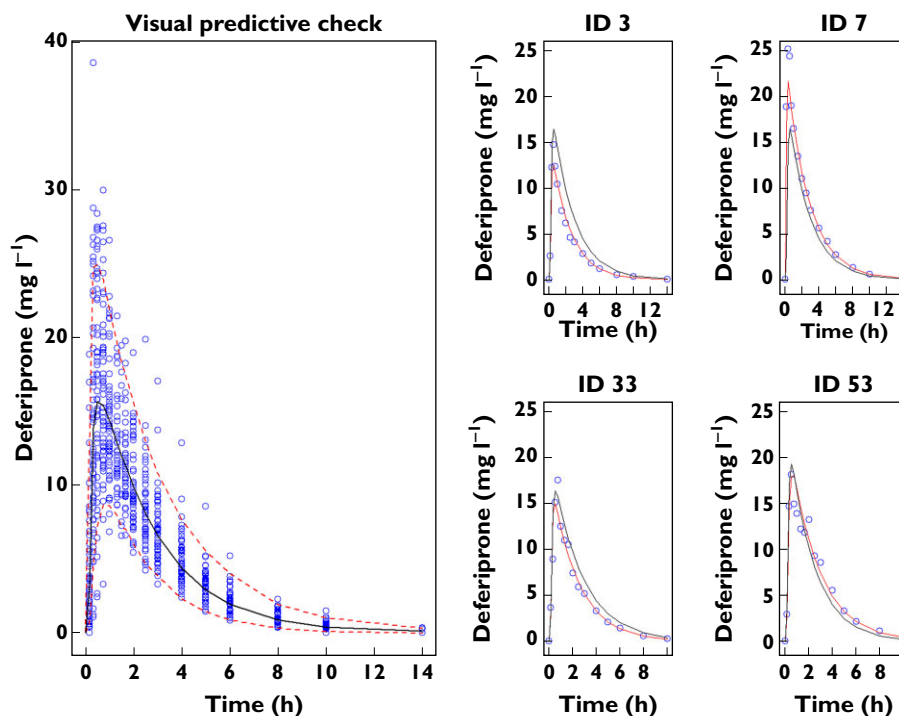 Visual predictive check
40
30
20
10
0
Deferiprone (mg l⁻¹)
0 2 4 6 8 10 12 14
Time (h)
ID 3
25
20
15
10
5
0
Deferiprone (mg l⁻¹)
0 4 8 12
Time (h)
ID 7
25
20
15
10
5
0
Deferiprone (mg l⁻¹)
0 4 8 12
Time (h)
ID 33
25
20
15
10
5
0
Deferiprone (mg l⁻¹)
0 2 4 6 8
Time (h)
ID 53
25
20
15
10
5
0
Deferiprone (mg l⁻¹)
0 2 4 6 8
Time (h)